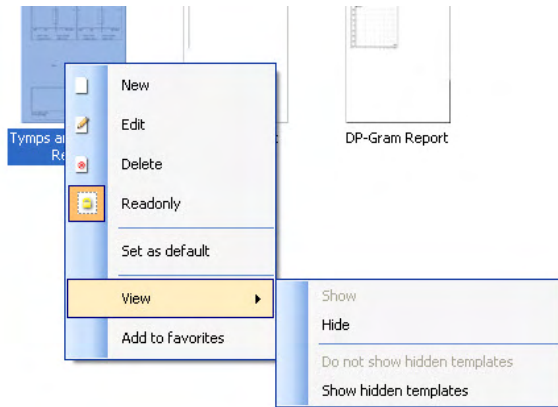 Tymps a
Re
DP-Gram Report
New
Edit
Delete
Readonly
Set as default
View
Add to favorites
Show
Hide
Do not show hidden templates
Show hidden templates